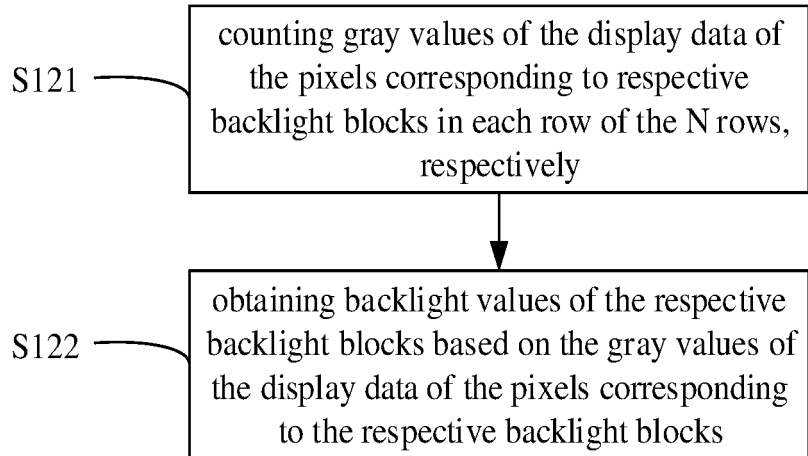 counting gray values of the display data of
S121
the pixels corresponding to respective
backlight blocks in each row of the N rows,
respectively
obtaining backlight values of the respective
S122
backlight blocks based on the gray values of
the display data of the pixels corresponding
to the respective backlight blocks